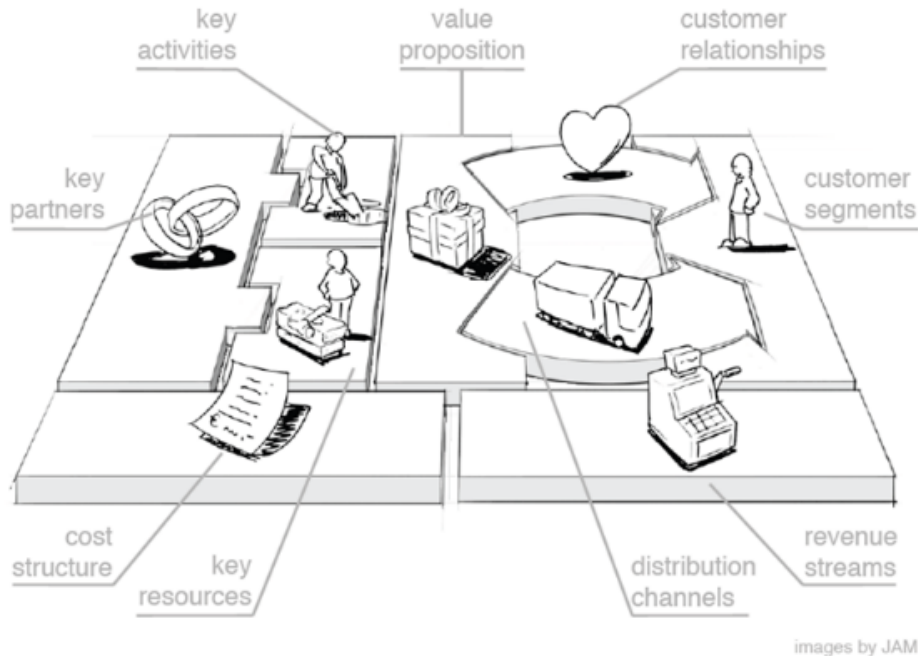 key
activities
value
proposition
customer
relationships
key
partners
customer
segments
cost
structure
key
resources
distribution
channels
revenue
streams
images by JAM